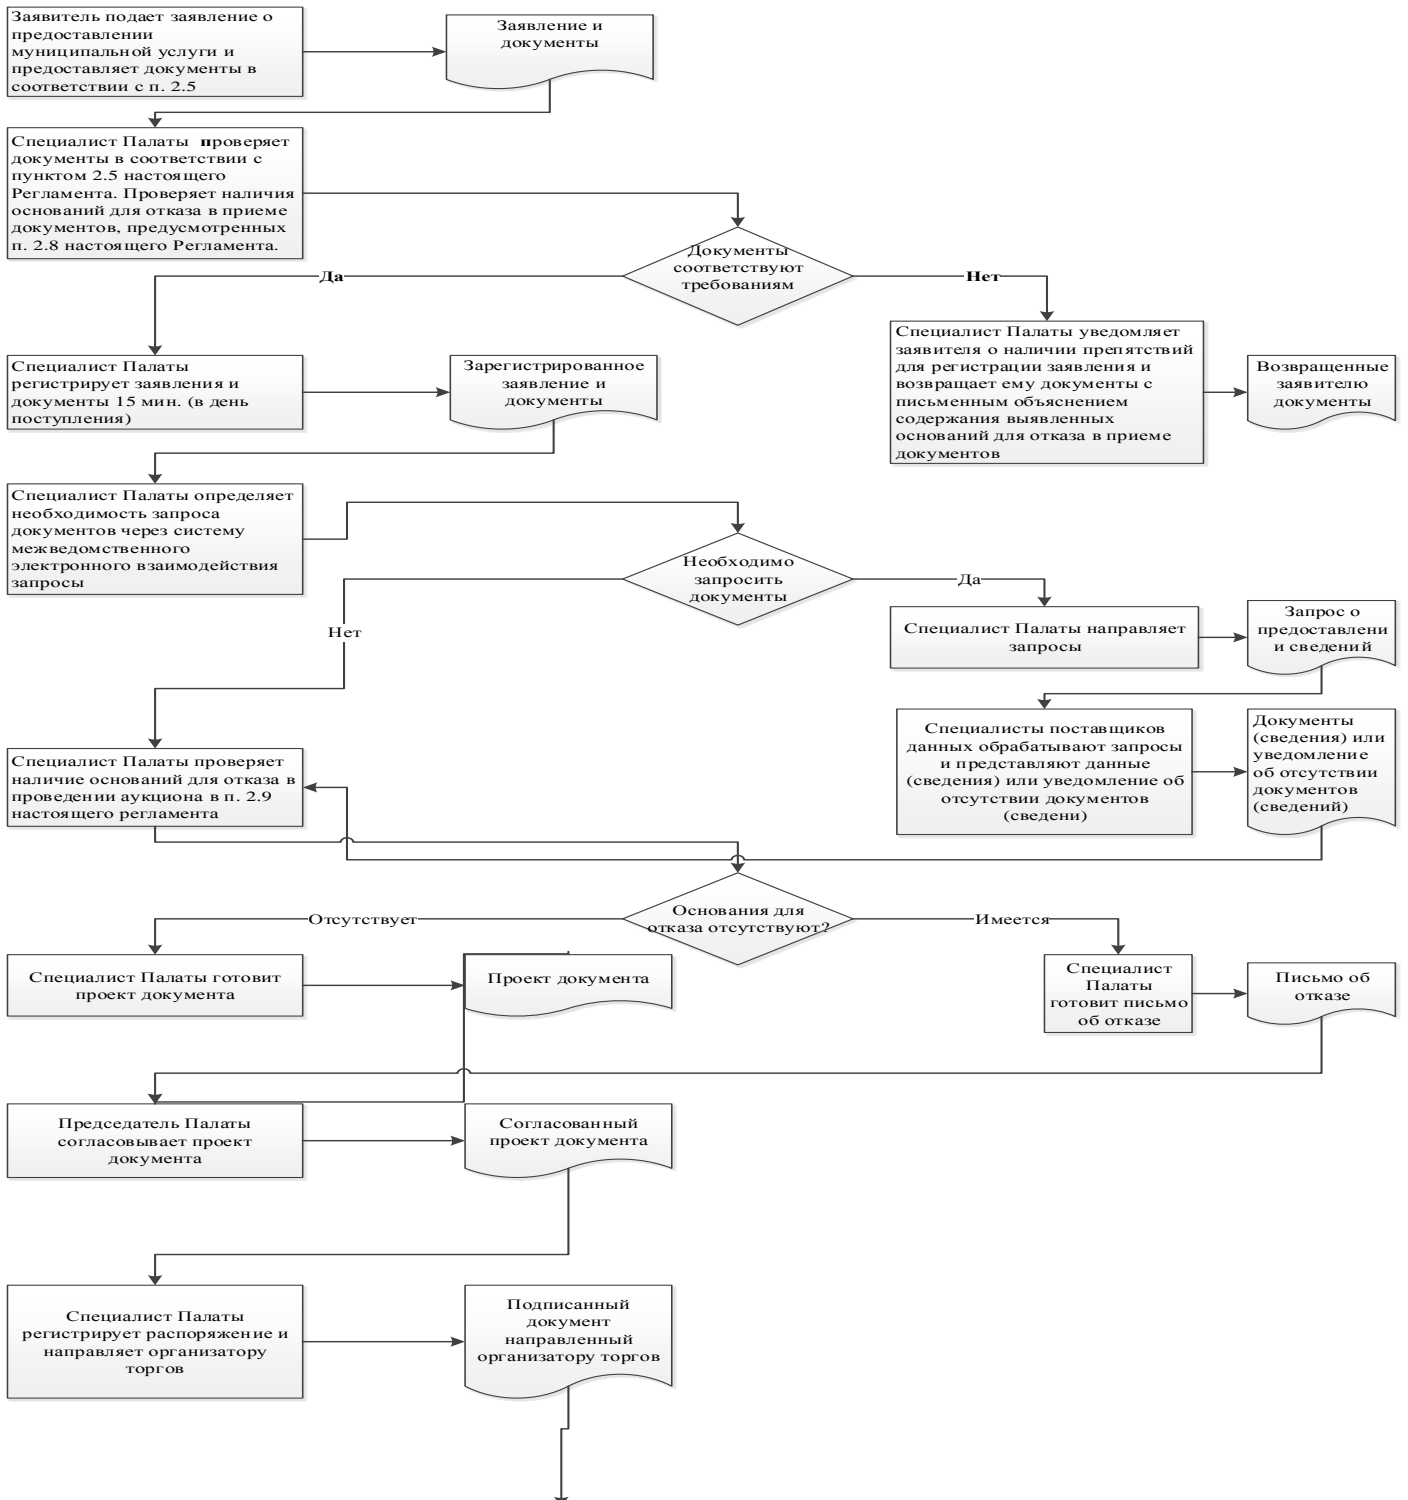 Заявитель подает заявление о
предоставлении
муниципальной услуги и
предоставляет документы в
соответствии с п. 2.5
Заявление и
документы
Специалист Палаты проверяет
документы в соответствии с
пунктом 2.5 настоящего
Регламента. Проверяет наличия
оснований для отказа в приеме
документов, предусмотренных
п. 2.8 настоящего Регламента.
Документы
соответствуют
требованиям
Да
Нет
Специалист Палаты
регистрирует заявления и
документы 15 мин. (в день
поступления)
Зарегистрированное
заявление и
документы
Специалист Палаты уведомляет
заявителя о наличии препятствий
для регистрации заявления и
возвращает ему документы с
письменным объяснением
содержания выявленных
оснований для отказа в приеме
документов
Возвращенные
заявителю
документы
Специалист Палаты определяет
необходимость запроса
документов через систему
межведомственного
электронного взаимодействия
запросы
Необходимо
запросить
документы
Да
Нет
Специалист Палаты направляет
запросы
Запрос о
предоставлени
и сведений
Специалисты поставщиков
данных обрабатывают запросы
и представляют данные
(сведения) или уведомление об
отсутствии документов
(сведени)
Документы
(сведения) или
уведомление
об отсутствии
документов
(сведений)
Специалист Палаты проверяет
наличие оснований для отказа в
проведении аукциона в п. 2.9
настоящего регламента
Основания для
отказа отсутствуют?
Отсутствует
Имеется
Специалист Палаты готовит
проект документа
Проект документа
Специалист
Палаты
готовит письмо
об отказе
Письмо об
отказе
Председатель Палаты
согласовывает проект
документа
Согласованный
проект документа
Специалист Палаты
регистрирует распоряжение и
направляет организатору
торгов
Подписанный
документ
направленный
организатору торгов